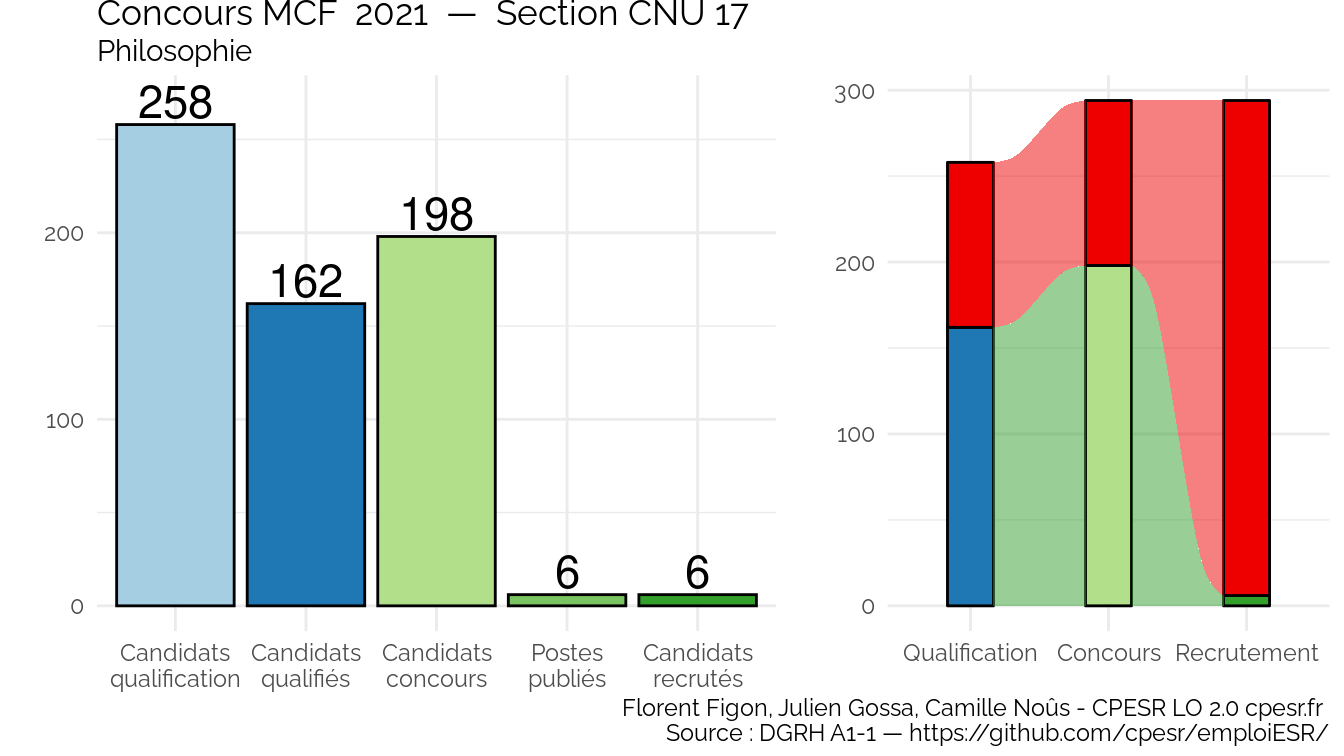 Concours MCF 2021 — Section CNU 17
Philosophie
258
162
198
6
6
200
100
0
Candidats qualification
Candidats qualifiés
Candidats concours
Postes publiés
Candidats recrutés
300
200
100
0
Qualification
Concours
Recrutement
Florent Figon, Julien Gossa, Camille Noûs - CPESR LO 2.0 cpesr.fr
Source : DGRH A1-1 — https://github.com/cpesr/emploiESR/